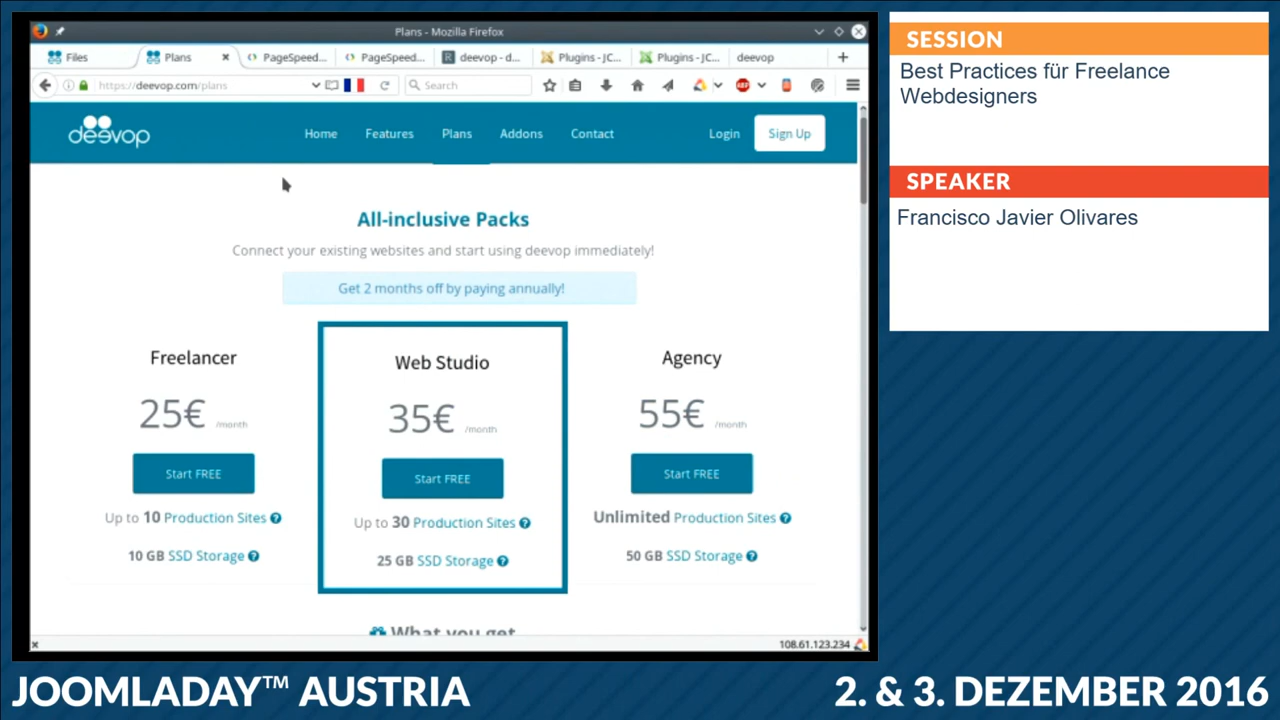 Plans - Mozilla Firefox
Files
Plans
PageSpeed...
PageSpeed...
deevop - d...
Plugins - JC...
Plugins - JC...
deevop
https://deevop.com/plans
Search
ABP
deevop
Home
Features
Plans
Addons
Contact
Login
Sign Up
All-inclusive Packs
Connect your existing websites and start using deevop immediately!
Get 2 months off by paying annually!
Freelancer
25€ /month
Start FREE
Up to 10 Production Sites
10 GB SSD Storage
Web Studio
35€ /month
Start FREE
Up to 30 Production Sites
25 GB SSD Storage
Agency
55€ /month
Start FREE
Unlimited Production Sites
50 GB SSD Storage
What you get
108.61.123.234
SESSION
Best Practices für Freelance
Webdesigners
SPEAKER
Francisco Javier Olivares
JOOMLADAY™ AUSTRIA
2. & 3. DEZEMBER 2016